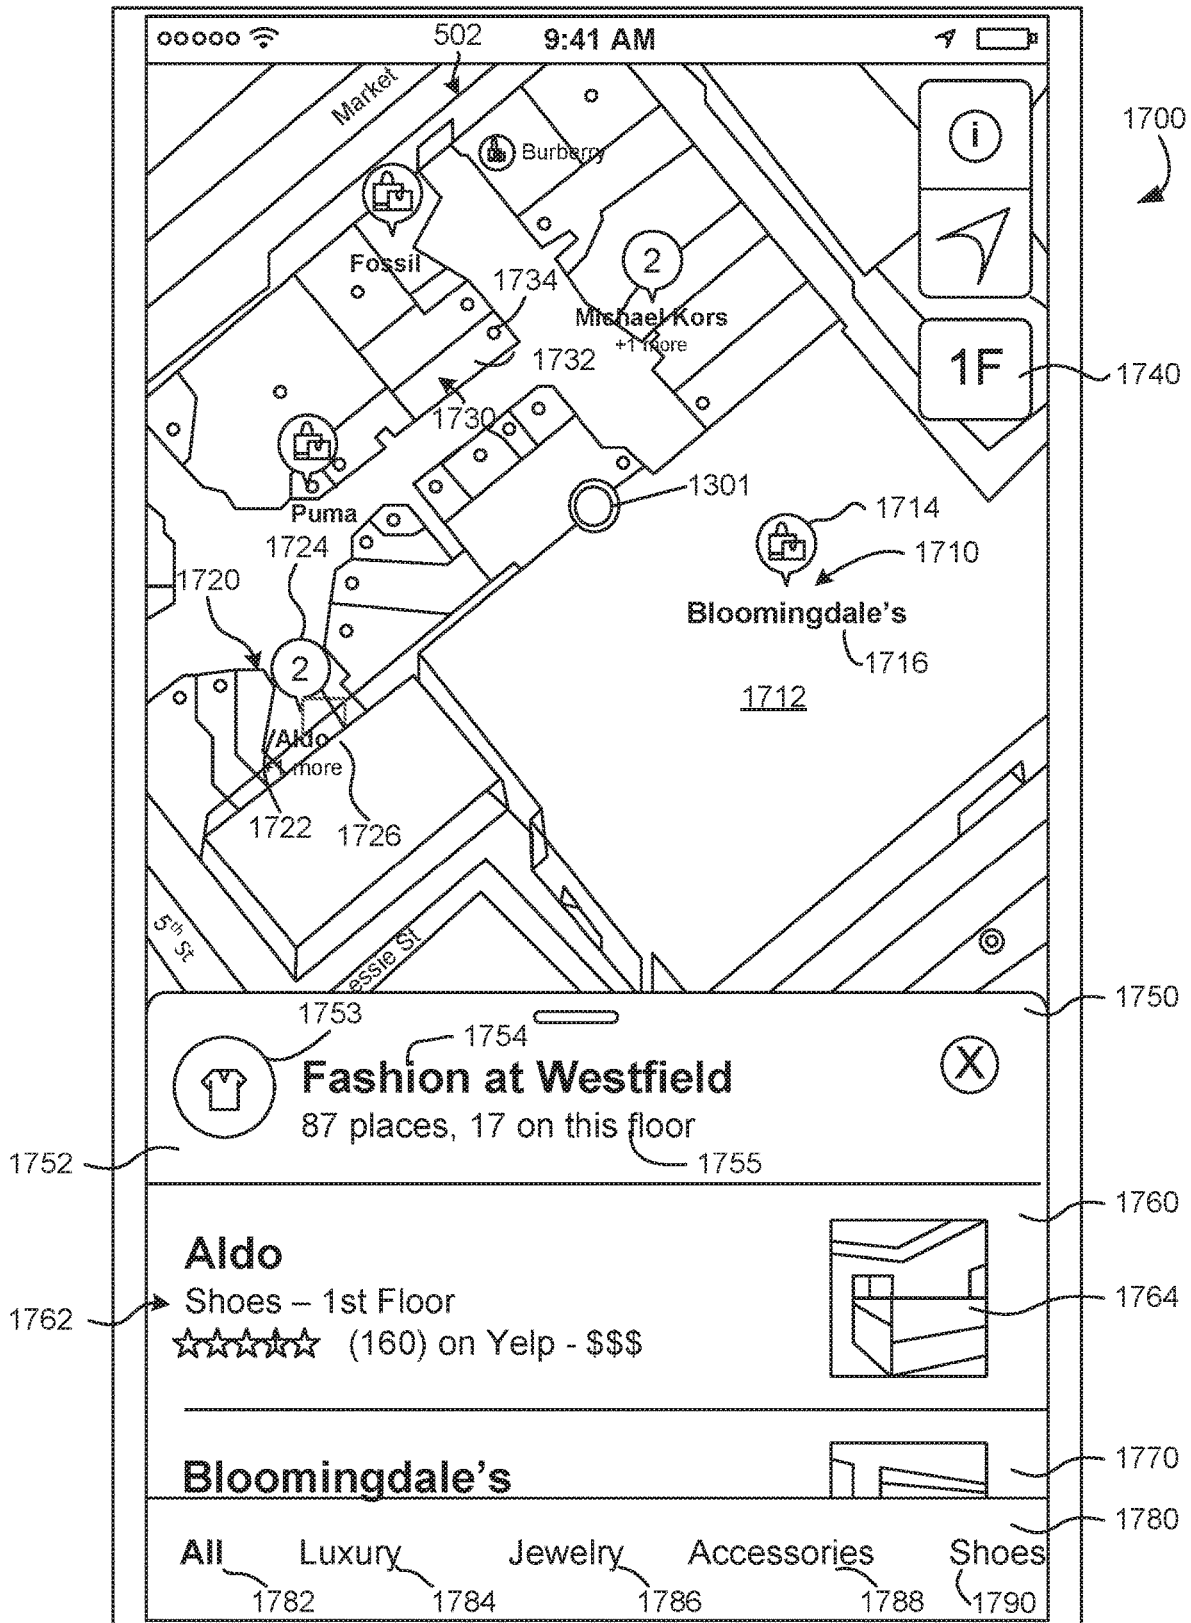 502
9:41 AM
Market
i
1700
Burberry
Fossil
1734
2
Michael Kors
+1 more
1732
1F
1740
1730
1301
1714
Puma
1724
1710
1720
Bloomingdale's
1716
2
1712
Aldo
more
1722
1726
5th St
essie St
1753
1750
1754
X
Fashion at Westfield
87 places, 17 on this floor
1752
1755
1760
Aldo
1762
Shoes – 1st Floor
1764
(160) on Yelp - $$$
Bloomingdale's
1770
1780
All Luxury Jewelry Accessories Shoes
1782 1784 1786 1788 1790